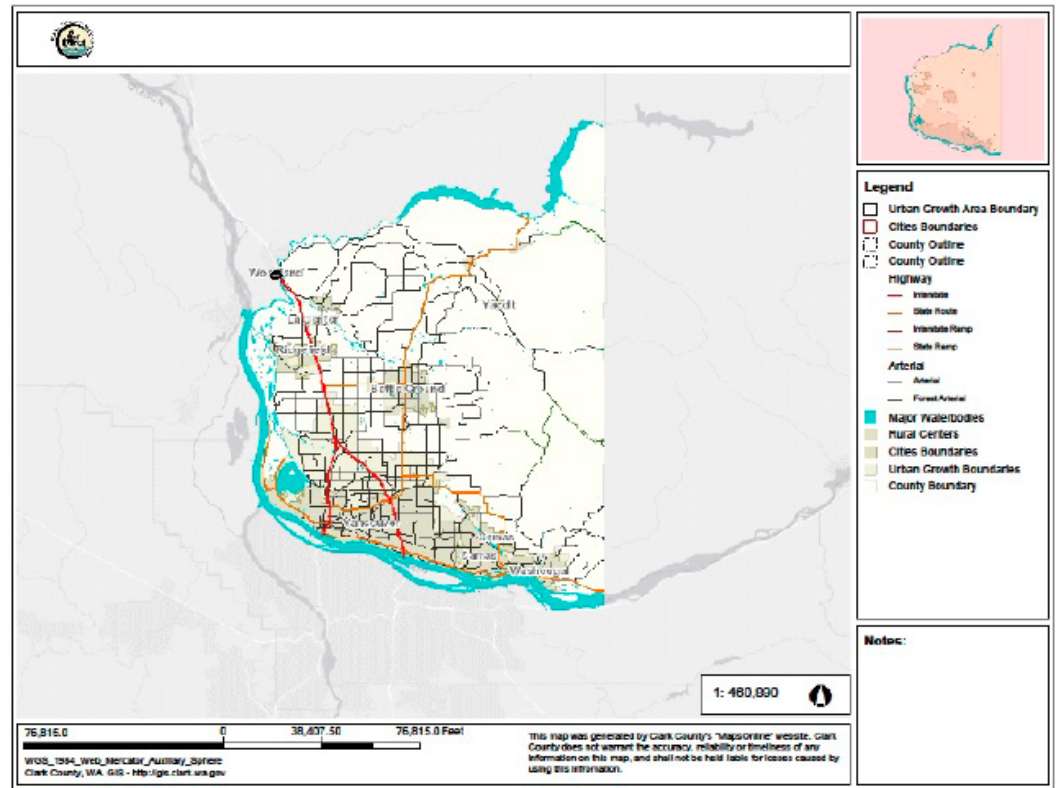 Woodland
Yacolt
La Center
Ridgefield
Battle Ground
Vancouver
Camas
Camas
Washougal
Legend
Urban Growth Area Boundary
Cities Boundaries
County Outline
County Outline
Highway
Interstate
State Route
Interstate Ramp
State Ramp
Arterial
Arterial
Forest Arterial
Major Waterbodies
Rural Centers
Cities Boundaries
Urban Growth Boundaries
County Boundary
Notes:
1: 460,890
76,815.0 0 38,407.50 76,815.0 Feet
WGS_1984_Web_Mercator_Auxiliary_Sphere
Clark County, WA. GIS - http://gis.clark.wa.gov
This map was generated by Clark County's "MapsOnline" website. Clark
County does not warrant the accuracy, reliability or timeliness of any
information on this map, and shall not be held liable for losses caused by
using this information.